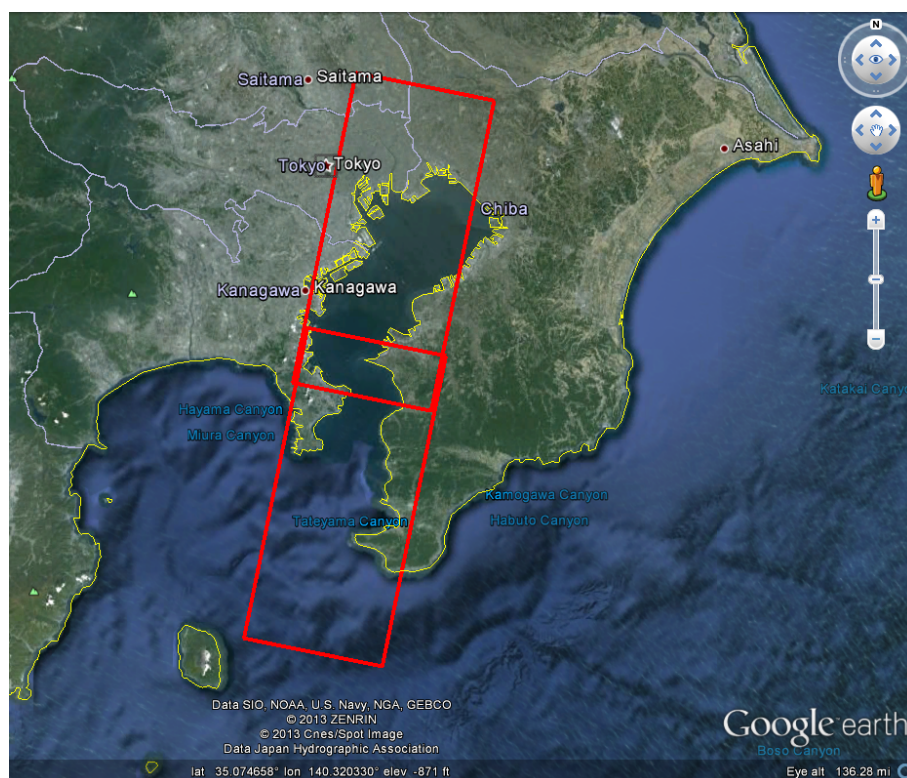 N
Saitama Saitama
Tokyo Tokyo
Asahi
Chiba
Kanagawa Kanagawa
Hayama Canyon
Miura Canyon
Kamogawa Canyon
Tateyama Canyon
Habuto Canyon
Data SIO, NOAA, U.S. Navy, NGA, GEBCO
© 2013 ZENRIN
© 2013 Cnes/Spot Image
Data Japan Hydrographic Association
Google earth
Boso Canyon
lat 35.074658° lon 140.320330° elev -871 ft
Eye alt 136.28 mi